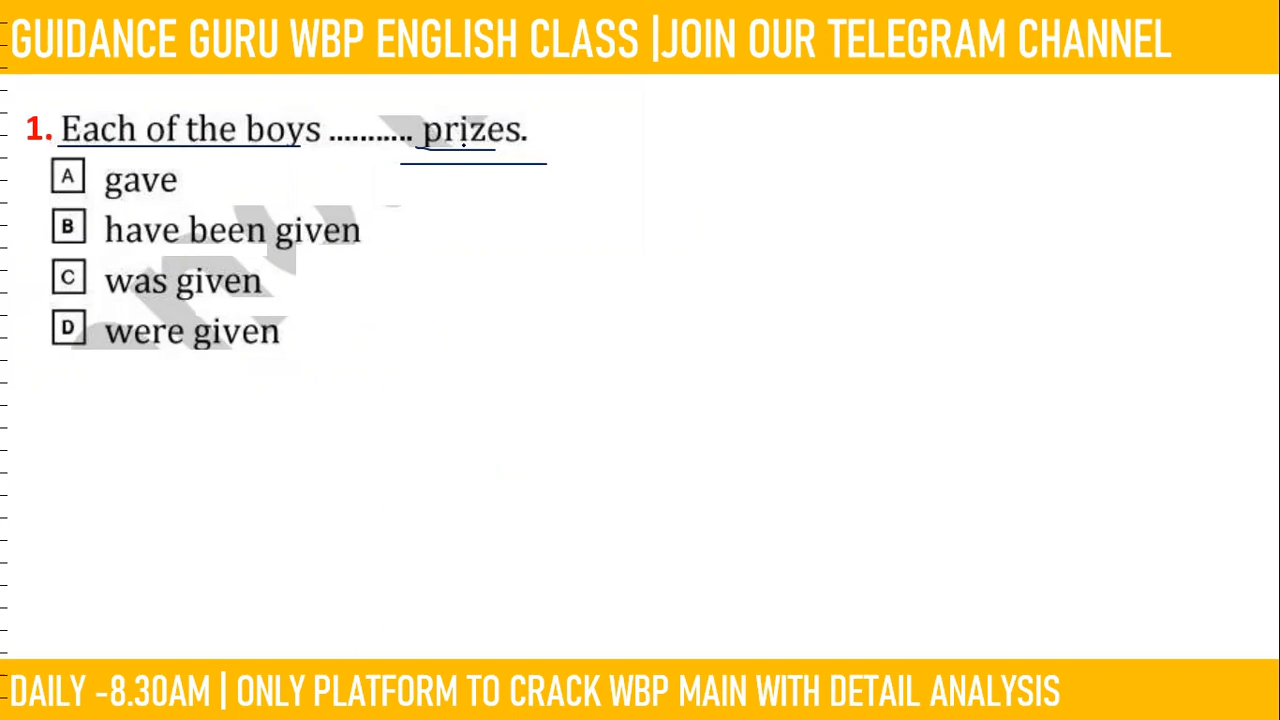 GUIDANCE GURU WBP ENGLISH CLASS |JOIN OUR TELEGRAM CHANNEL
1. Each of the boys ........... prizes.
A gave
B have been given
C was given
D were given
DAILY -8.30AM | ONLY PLATFORM TO CRACK WBP MAIN WITH DETAIL ANALYSIS